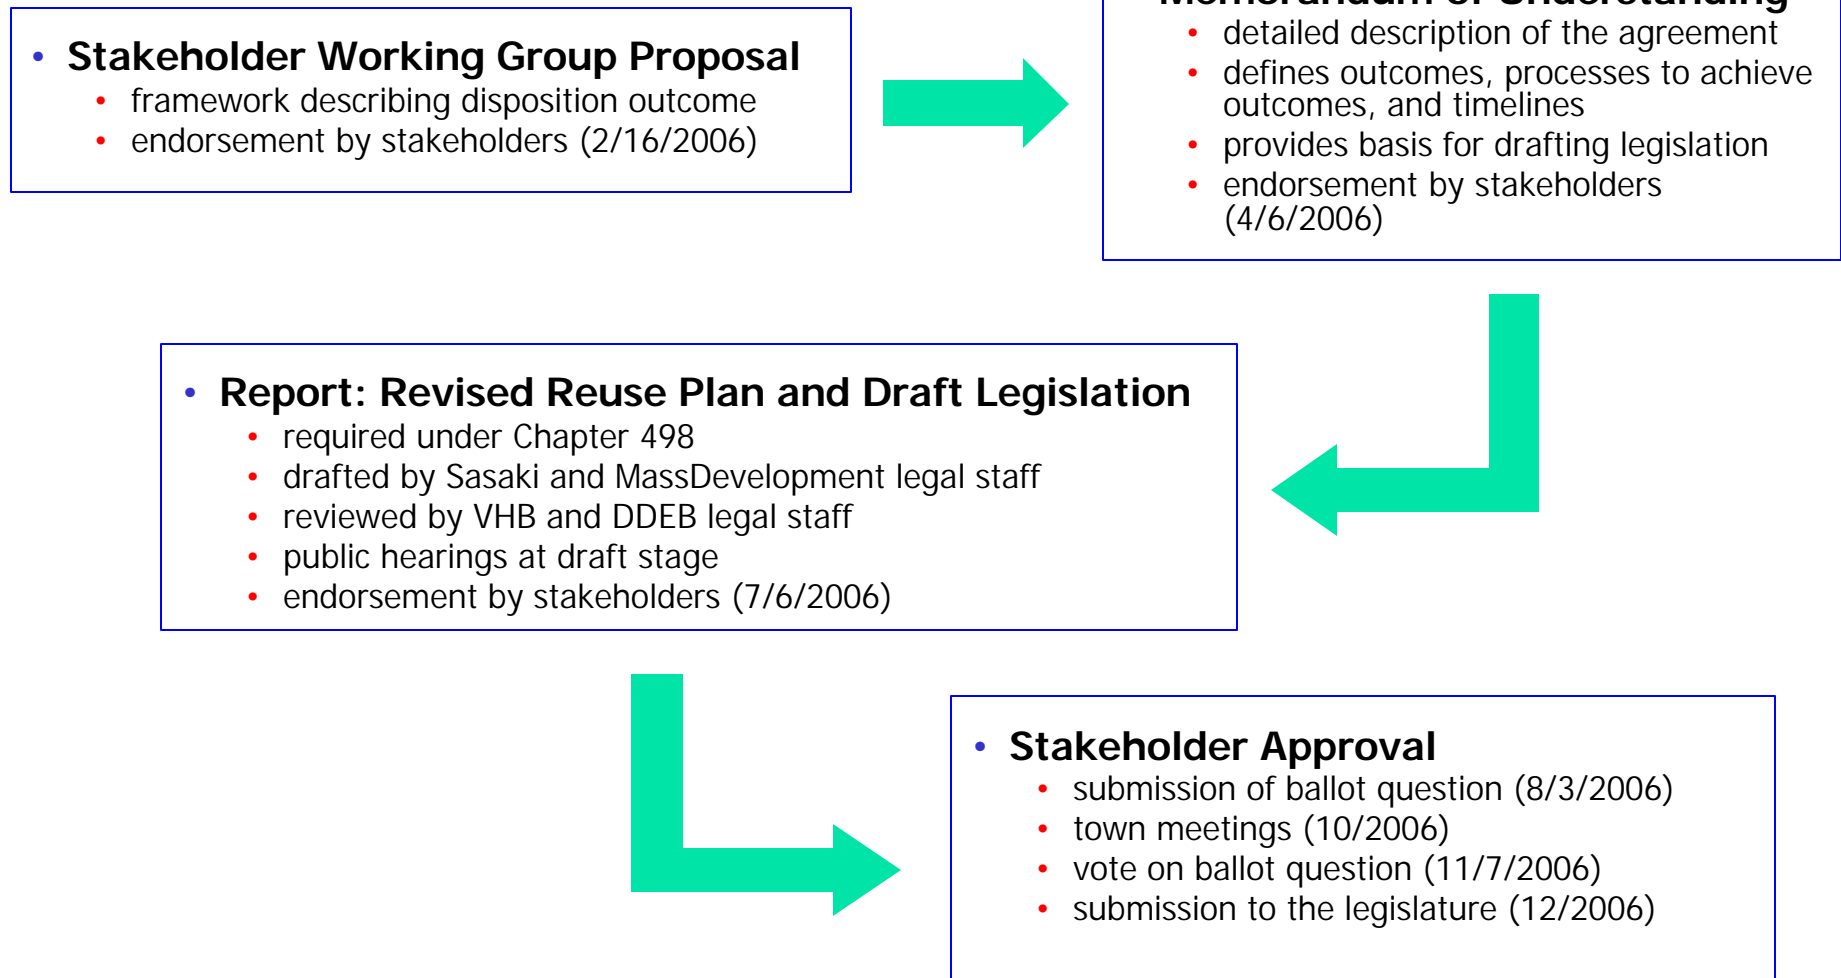 • Stakeholder Working Group Proposal
• framework describing disposition outcome
• endorsement by stakeholders (2/16/2006)
Memorandum of Understanding
• detailed description of the agreement
• defines outcomes, processes to achieve
outcomes, and timelines
• provides basis for drafting legislation
• endorsement by stakeholders
(4/6/2006)
• Report: Revised Reuse Plan and Draft Legislation
• required under Chapter 498
• drafted by Sasaki and MassDevelopment legal staff
• reviewed by VHB and DDEB legal staff
• public hearings at draft stage
• endorsement by stakeholders (7/6/2006)
• Stakeholder Approval
• submission of ballot question (8/3/2006)
• town meetings (10/2006)
• vote on ballot question (11/7/2006)
• submission to the legislature (12/2006)